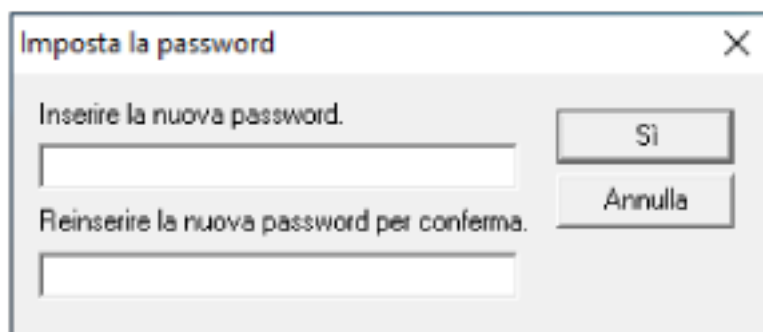 Imposta la password
Inserire la nuova password.
Sì
Annulla
Reinserire la nuova password per conferma.